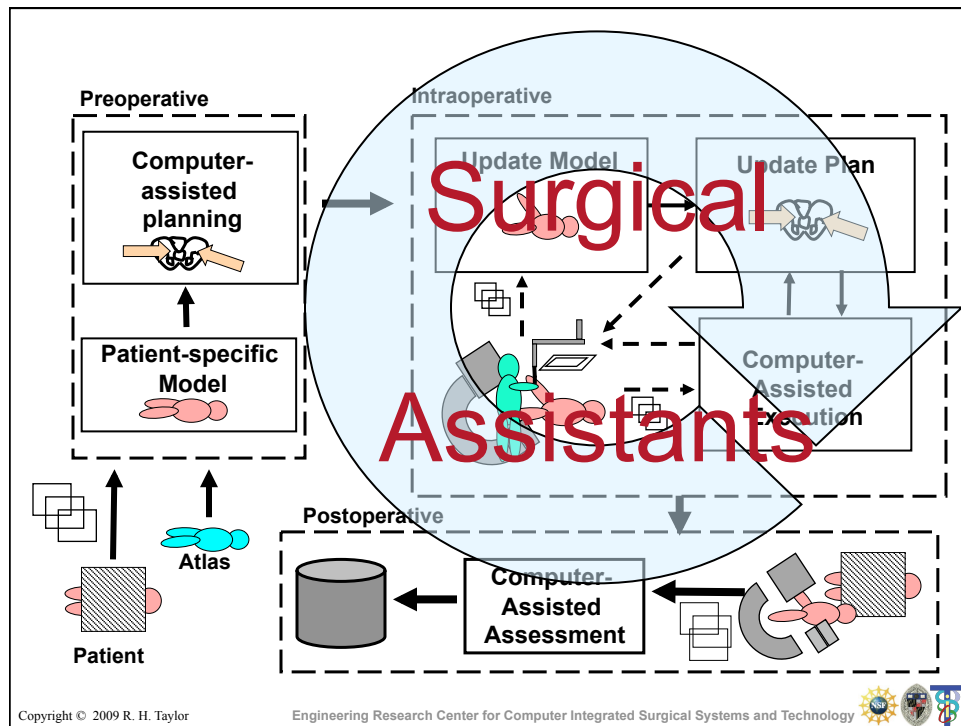 Preoperative
Computer-
assisted
planning
Patient-specific
Model
Atlas
Patient
Intraoperative
Update Model
Update Plan
Surgical
Assistants
Computer-
Assisted
Execution
Postoperative
Computer-
Assisted
Assessment
Copyright © 2009 R. H. Taylor
Engineering Research Center for Computer Integrated Surgical Systems and Technology
NSF